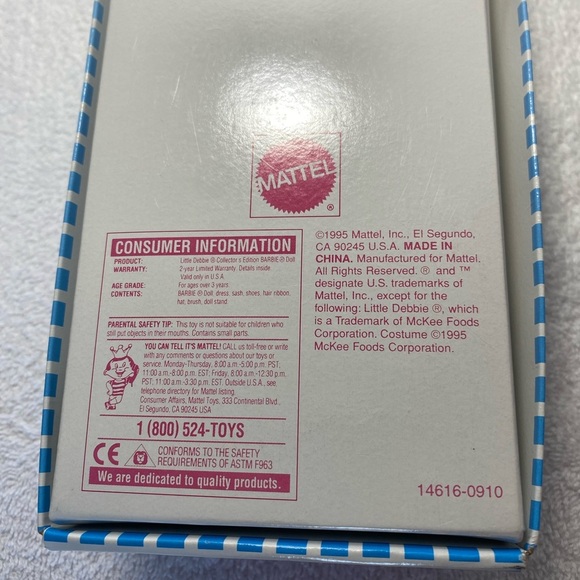 MATTEL
®
CONSUMER INFORMATION
PRODUCT: Little Debbie ® Collector s Edition BARBIE ® Doll
WARRANTY: 2-year Limited Warranty. Details inside.
Valid only in U.S.A.
AGE GRADE: For ages over 3 years
CONTENTS: BARBIE ® Doll, dress, sash, shoes, hair ribbon,
hat, brush, doll stand.
PARENTAL SAFETY TIP: This toy is not suitable for children who
still put objects in their mouths. Contains small parts.
YOU CAN TELL IT'S MATTEL! CALL us toll-free or write
with any comments or questions about our toys or
service. Monday-Thursday, 8:00 a.m.-5:00 p.m. PST,
11:00 a.m.-8:00 p.m. EST: Friday, 8:00 a.m.-12:30 p.m.
PST, 11:00 a.m.-3:30 p.m. EST. Outside U.S.A., see
telephone directory for Mattel listing.
Consumer Affairs, Mattel Toys, 333 Continental Blvd.,
El Segundo, CA 90245 USA
1 (800) 524-TOYS
CE
CONFORMS TO THE SAFETY
REQUIREMENTS OF ASTM F963
We are dedicated to quality products.
©1995 Mattel, Inc., El Segundo,
CA 90245 U.S.A. MADE IN
CHINA. Manufactured for Mattel.
All Rights Reserved. ® and ™
designate U.S. trademarks of
Mattel, Inc., except for the
following: Little Debbie ®, which
is a Trademark of McKee Foods
Corporation. Costume ©1995
McKee Foods Corporation.
14616-0910